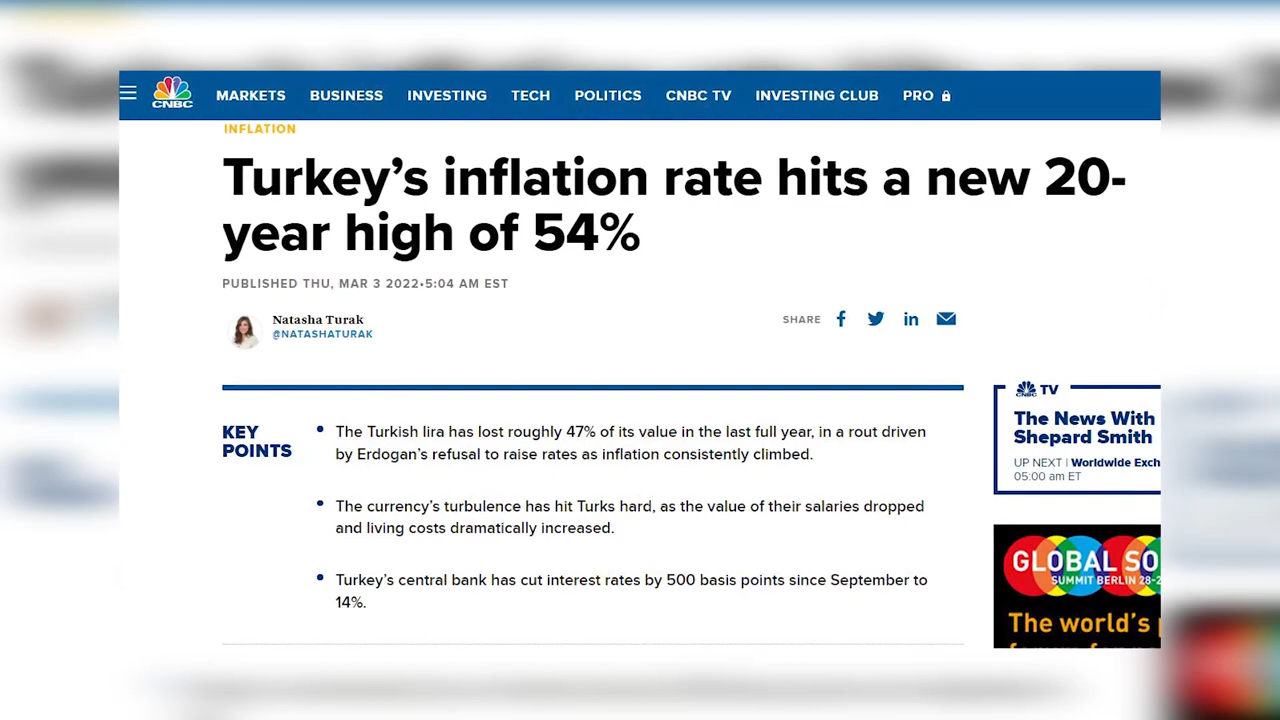 CNBC MARKETS BUSINESS INVESTING TECH POLITICS CNBC TV INVESTING CLUB PRO
INFLATION
Turkey’s inflation rate hits a new 20-
year high of 54%
PUBLISHED THU, MAR 3 2022•5:04 AM EST
Natasha Turak
@NATASHATURAK
SHARE
KEY
POINTS
• The Turkish lira has lost roughly 47% of its value in the last full year, in a rout driven
by Erdogan’s refusal to raise rates as inflation consistently climbed.
• The currency’s turbulence has hit Turks hard, as the value of their salaries dropped
and living costs dramatically increased.
• Turkey’s central bank has cut interest rates by 500 basis points since September to
14%.
CNBC TV
The News With
Shepard Smith
UP NEXT | Worldwide Exch
05:00 am ET
GLOBAL SO
SUMMIT BERLIN 28-2
The world’s